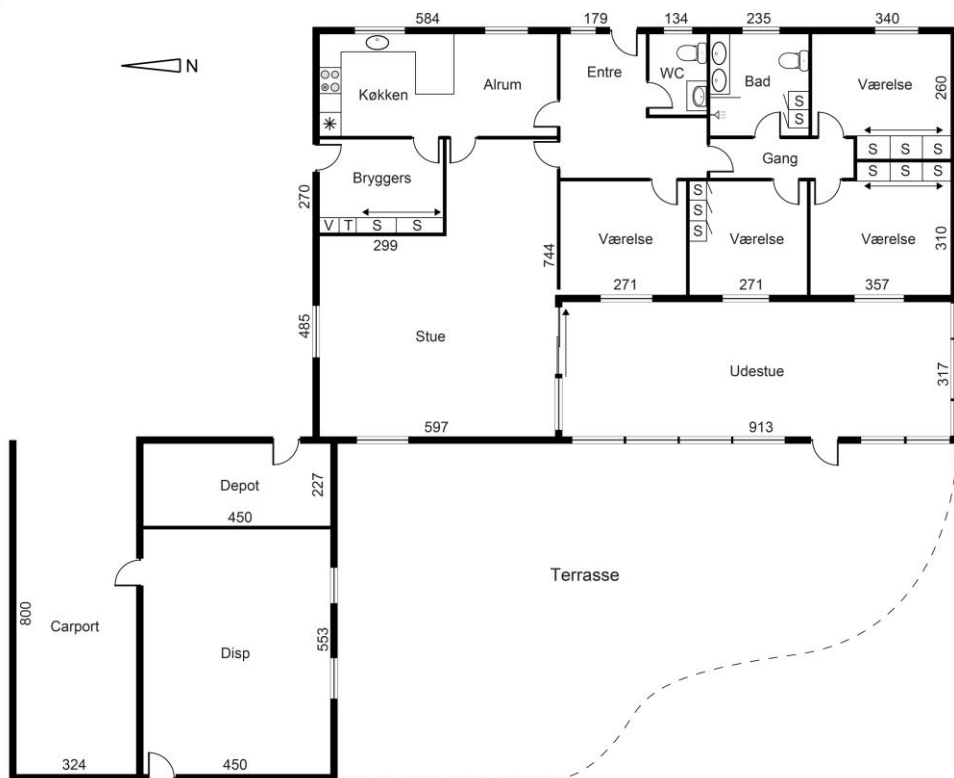 584 179 134 235 340
N
Køkken Alrum Entre WC Bad Værelse 260
S
S
S S S
Gang
S S S
270 Bryggers
V T S S
299
S
S
S
744 Værelse Værelse Værelse 310
271 271 357
485 Stue Udestue 317
597 913
Depot 227
450
Terrasse
800 Carport Disp 553
324 450